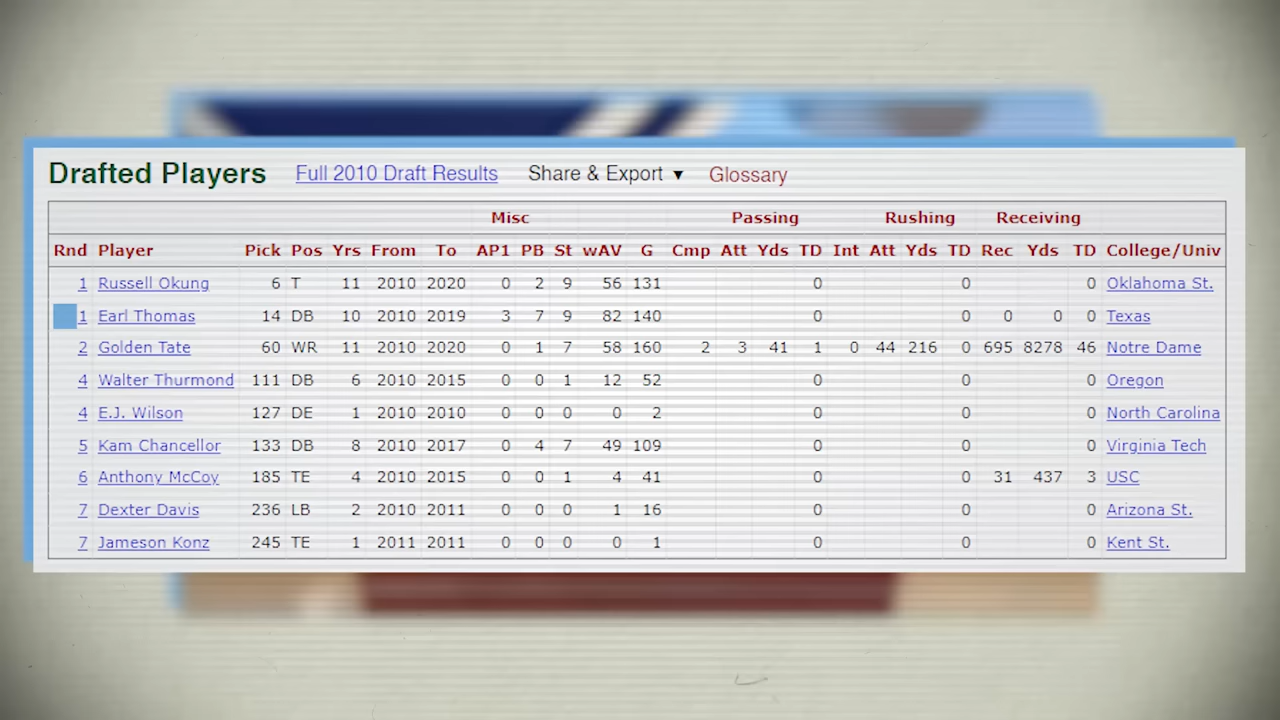 Drafted Players Full 2010 Draft Results Share & Export ▼ Glossary
Misc Passing Rushing Receiving
Rnd Player Pick Pos Yrs From To AP1 PB St wAV G Cmp Att Yds TD Int Att Yds TD Rec Yds TD College/Univ
1 Russell Okung 6 T 11 2010 2020 0 2 9 56 131 0 0 0 Oklahoma St.
1 Earl Thomas 14 DB 10 2010 2019 3 7 9 82 140 0 0 0 0 0 Texas
2 Golden Tate 60 WR 11 2010 2020 0 1 7 58 160 2 3 41 1 0 44 216 0 695 8278 46 Notre Dame
4 Walter Thurmond 111 DB 6 2010 2015 0 0 1 12 52 0 0 0 Oregon
4 E.J. Wilson 127 DE 1 2010 2010 0 0 0 0 2 0 0 0 North Carolina
5 Kam Chancellor 133 DB 8 2010 2017 0 4 7 49 109 0 0 0 Virginia Tech
6 Anthony McCoy 185 TE 4 2010 2015 0 0 1 4 41 0 0 31 437 3 USC
7 Dexter Davis 236 LB 2 2010 2011 0 0 0 1 16 0 0 0 Arizona St.
7 Jameson Konz 245 TE 1 2011 2011 0 0 0 0 1 0 0 0 Kent St.